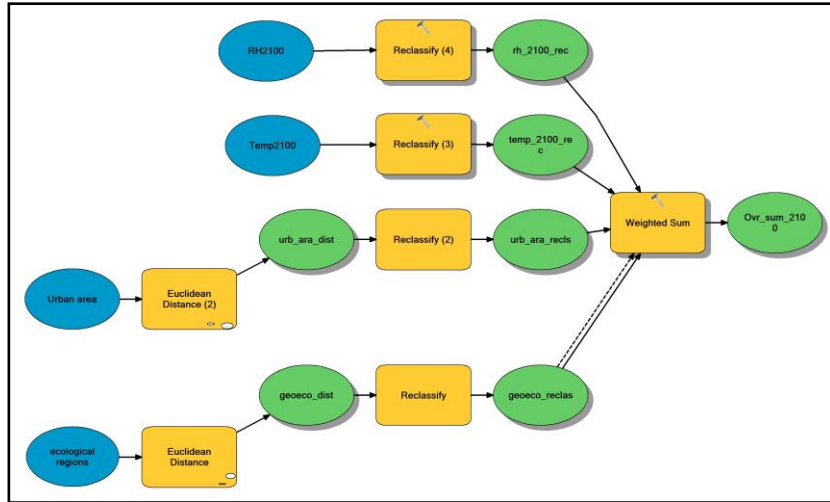 RH2100
Reclassify (4)
rh_2100_rec
Temp2100
Reclassify (3)
temp_2100_re
c
Weighted Sum
Ovr_sum_210
0
urb_ara_dist
Reclassify (2)
urb_ara_recls
Urban area
Euclidean
Distance (2)
geoeco_dist
Reclassify
geoeco_reclas
ecological
regions
Euclidean
Distance